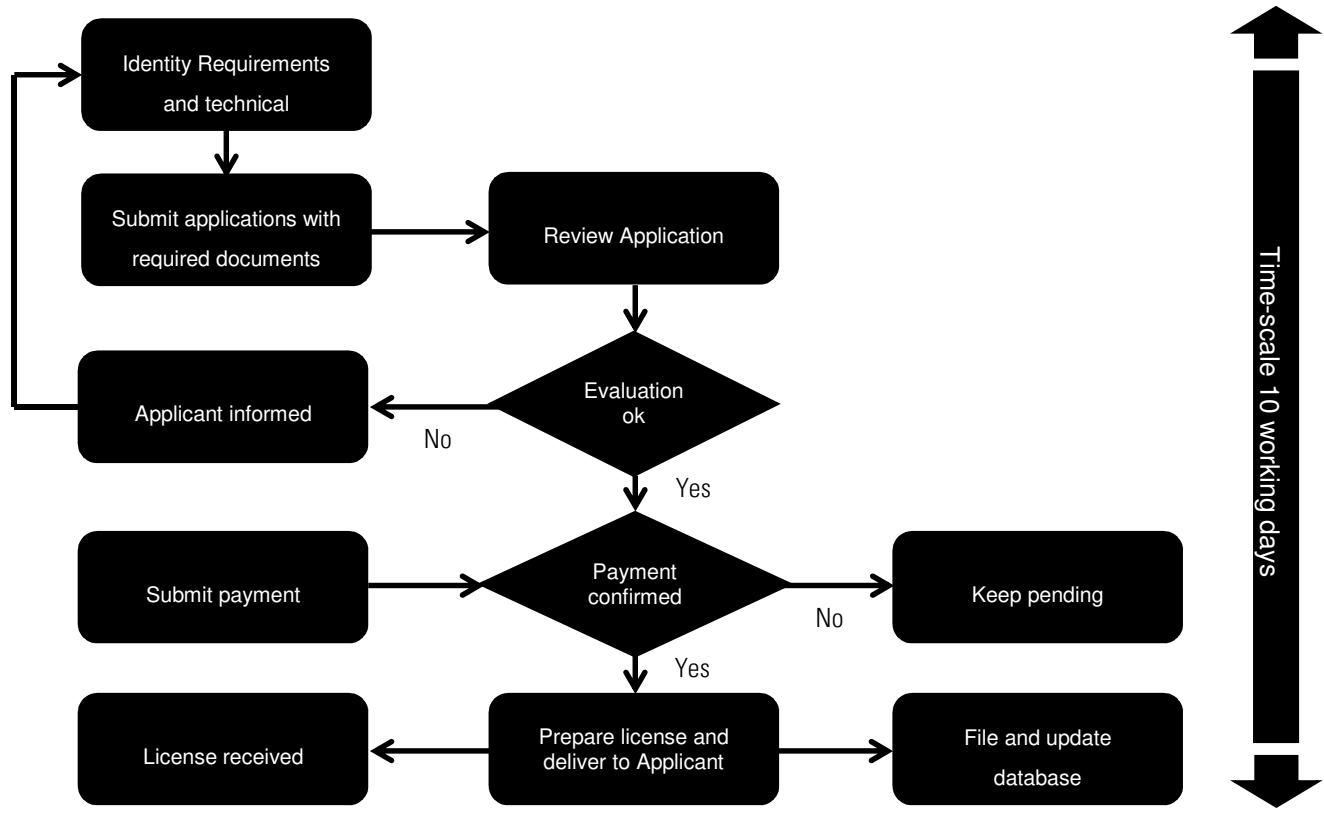 Identity Requirements
and technical
Submit applications with
required documents
Review Application
Applicant informed
Evaluation
ok
No
Yes
Submit payment
Payment
confirmed
Keep pending
No
Yes
License received
Prepare license and
deliver to Applicant
File and update
database
Time-scale 10 working days